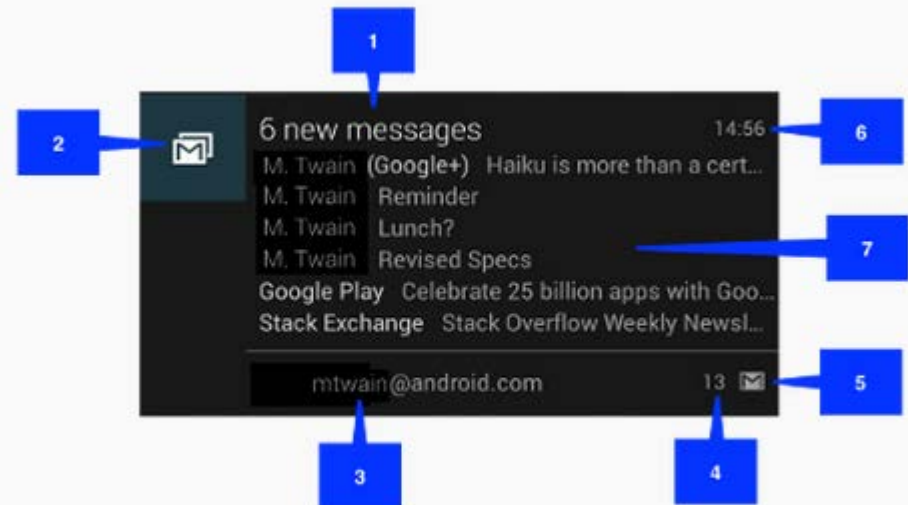 1
6 new messages 14:56 6
2
M. Twain (Google+) Haiku is more than a cert...
M. Twain Reminder
M. Twain Lunch?
M. Twain Revised Specs 7
Google Play Celebrate 25 billion apps with Goo...
Stack Exchange Stack Overflow Weekly Newsl...
mtwain@android.com 13 5
3 4